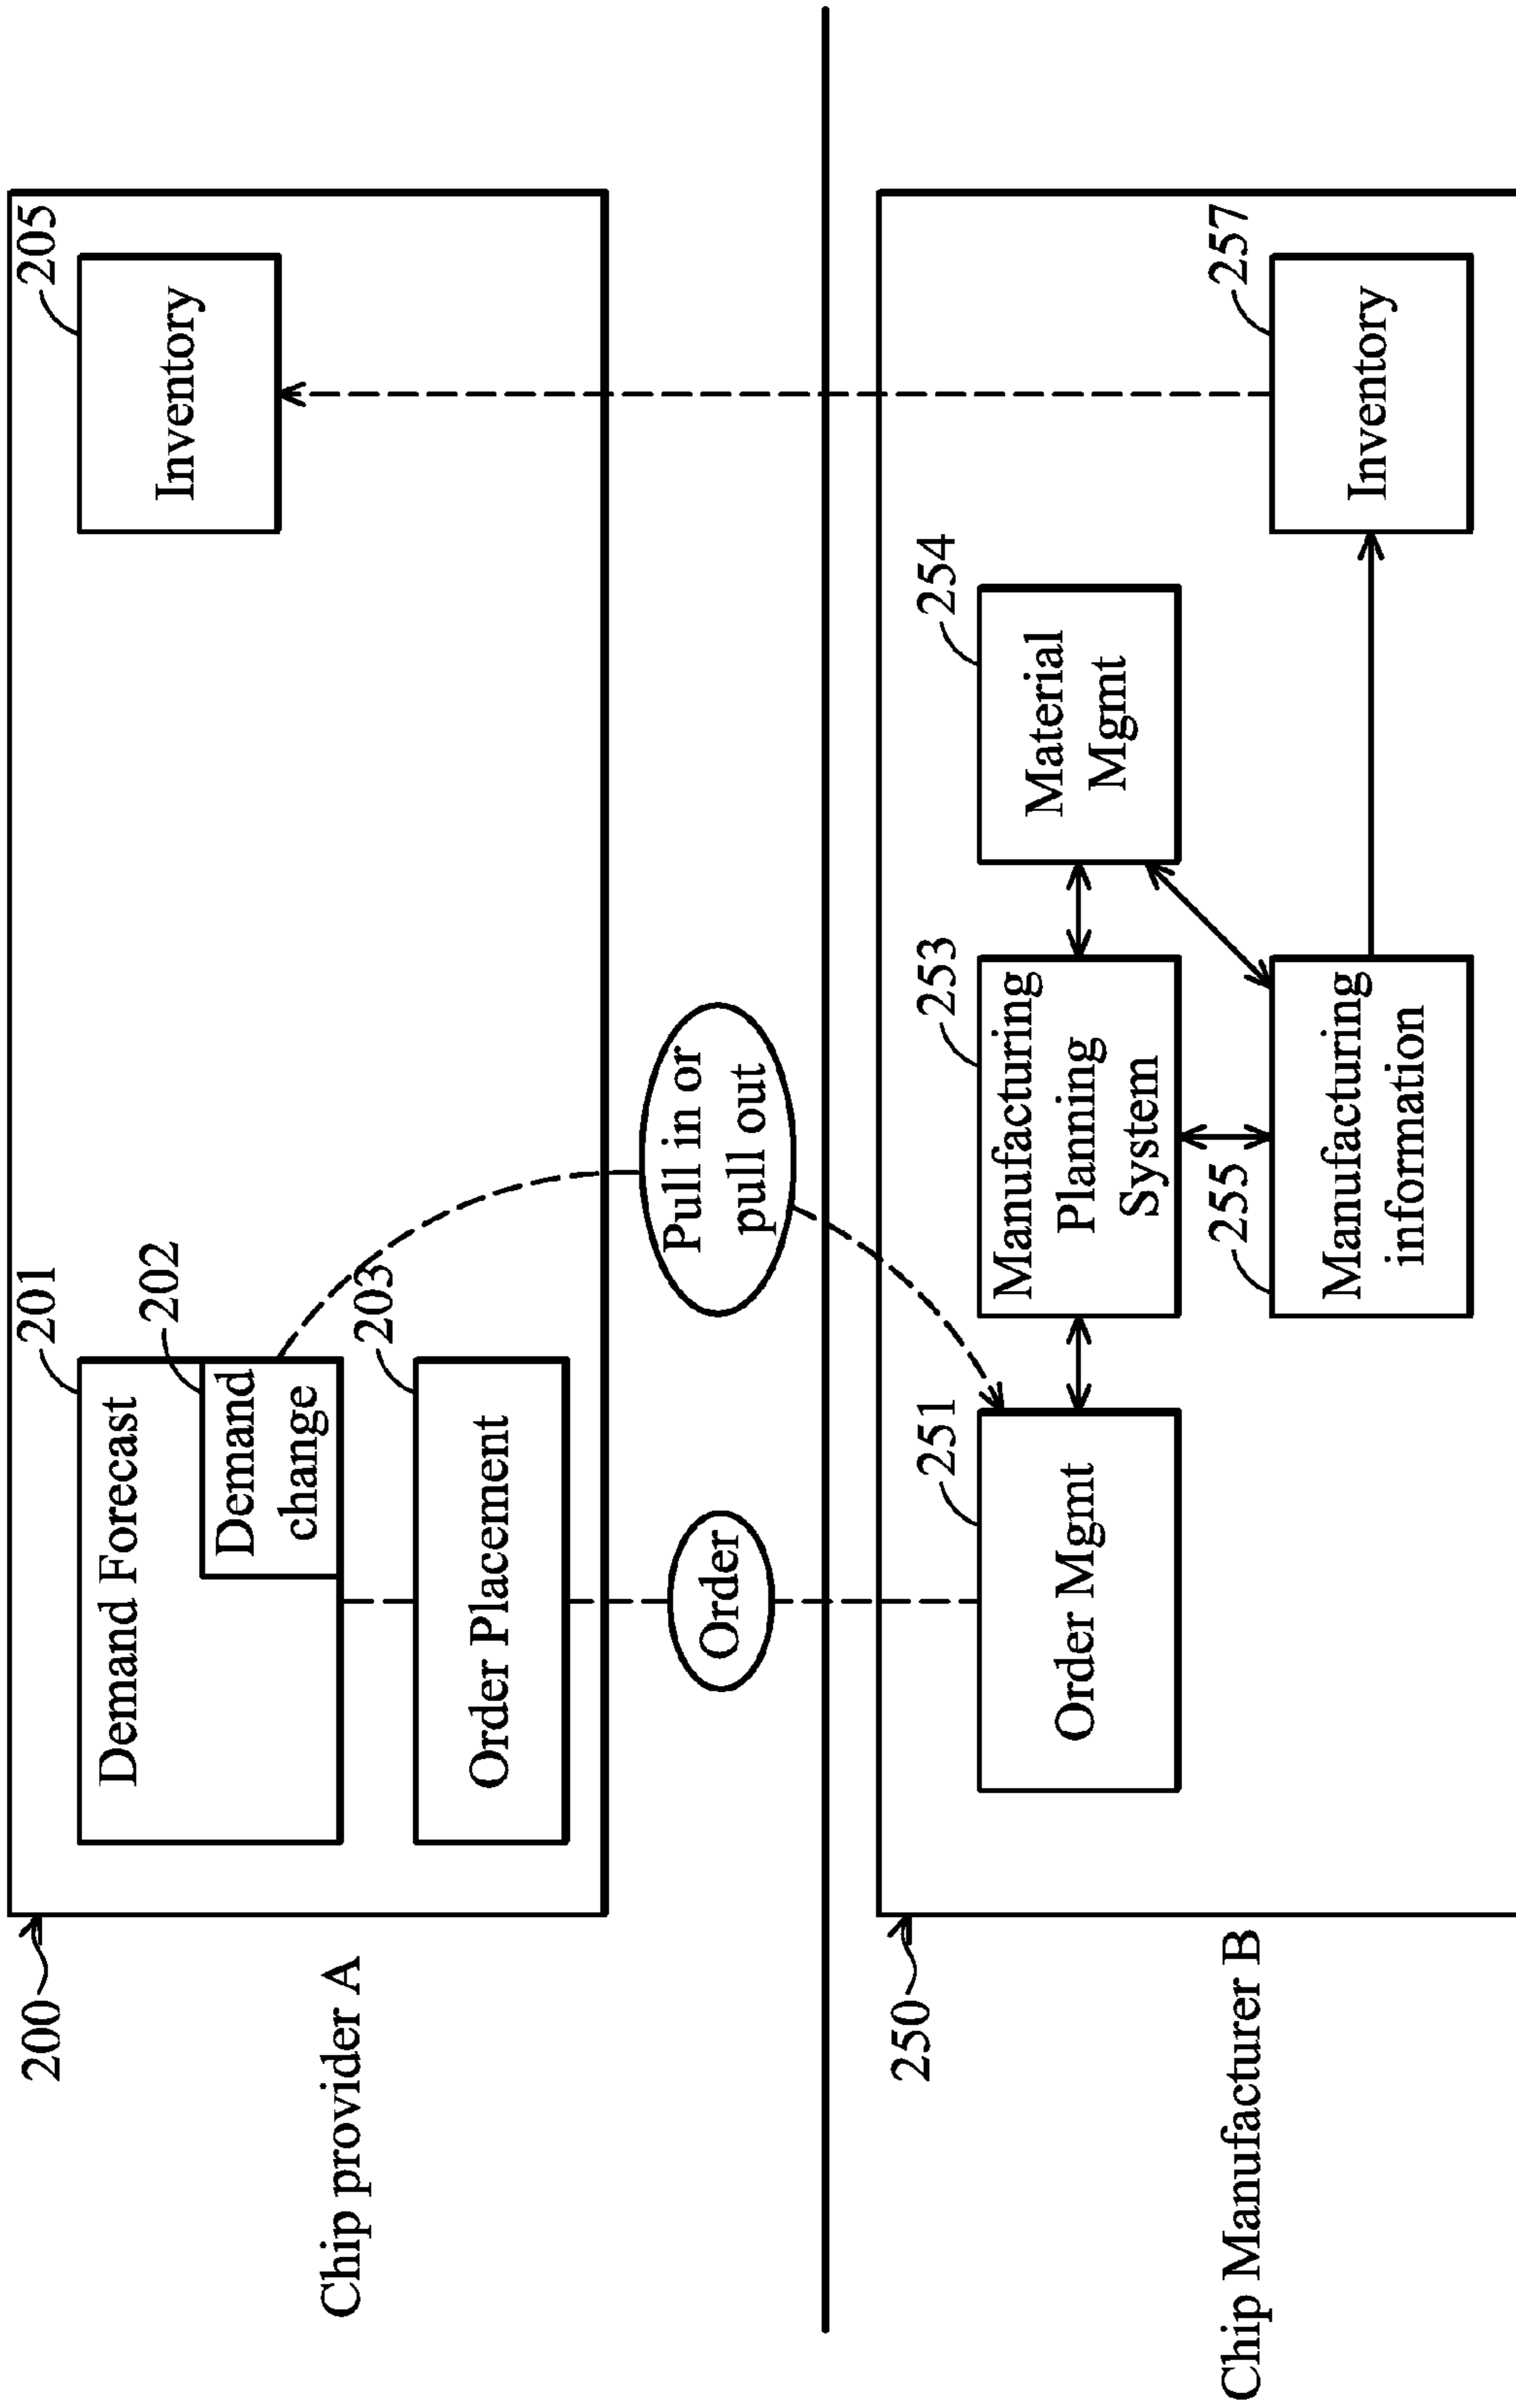 200
Chip provider A
201
Demand Forecast
202
Demand
change
203
Order Placement
205
Inventory
Order
Pull in or
pull out
250
Chip Manufacturer B
251
Order Mgmt
253
Manufacturing
Planning
System
254
Material
Mgmt
255
Manufacturing
information
257
Inventory